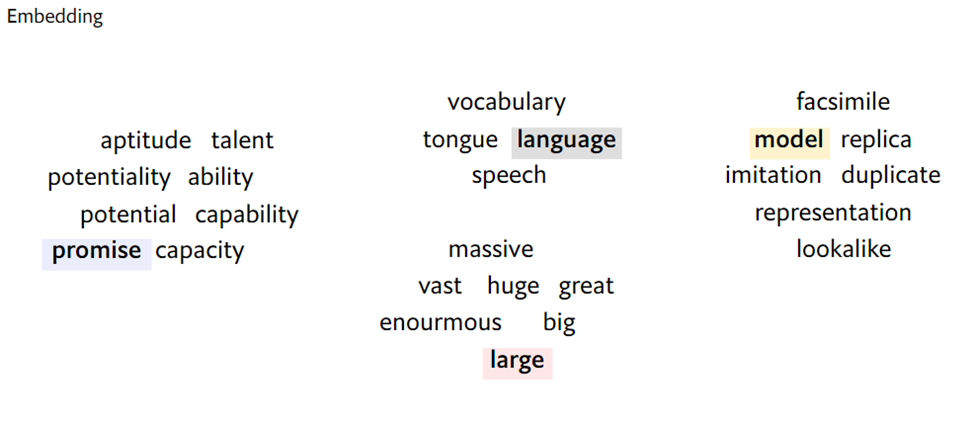 Embedding
aptitude talent
potentiality ability
potential capability
promise capacity
vocabulary
tongue language
speech
massive
vast huge great
enourmous big
large
facsimile
model replica
imitation duplicate
representation
lookalike